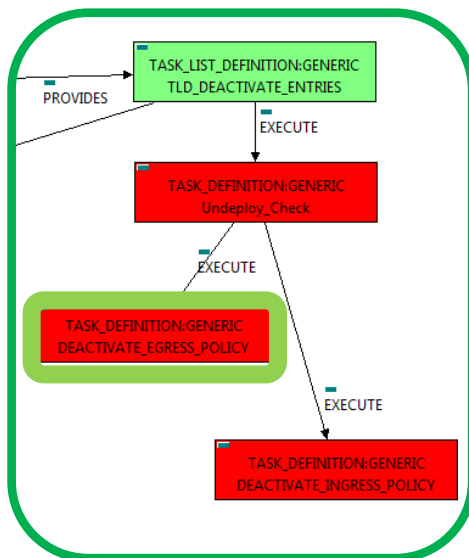 TASK_LIST_DEFINITION:GENERIC
TLD_DEACTIVATE_ENTRIES
PROVIDES
EXECUTE
TASK_DEFINITION:GENERIC
Undeploy_Check
EXECUTE
TASK_DEFINITION:GENERIC
DEACTIVATE_EGRESS_POLICY
EXECUTE
TASK_DEFINITION:GENERIC
DEACTIVATE_INGRESS_POLICY